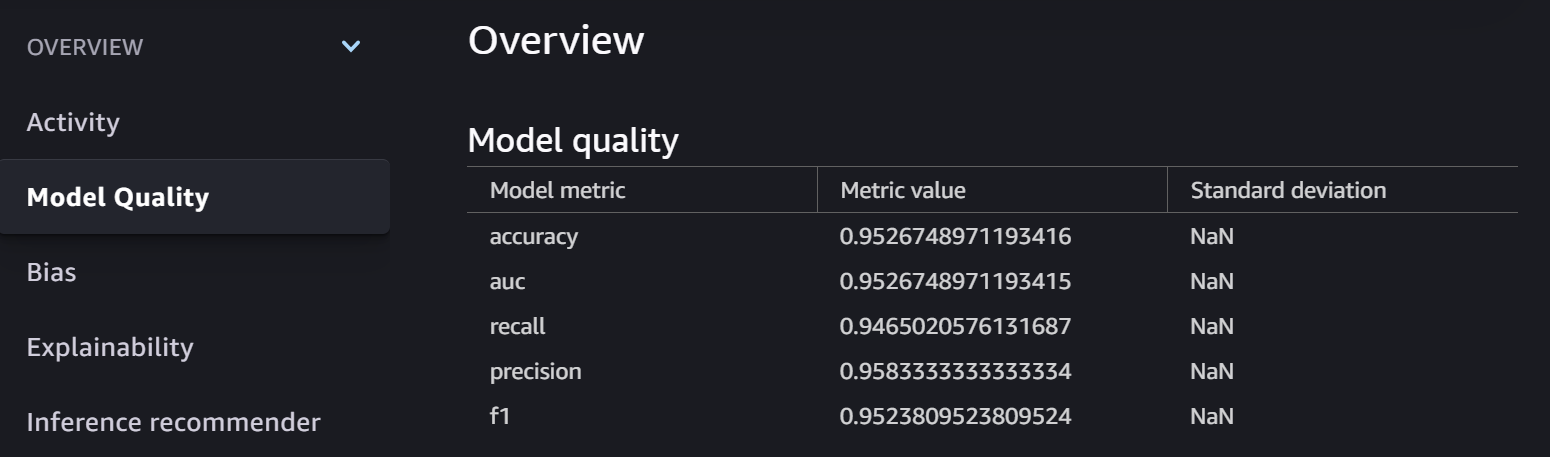 OVERVIEW
Activity
Model Quality
Bias
Explainability
Inference recommender
Overview
Model quality
Model metric Metric value Standard deviation
accuracy 0.9526748971193416 NaN
auc 0.9526748971193415 NaN
recall 0.9465020576131687 NaN
precision 0.9583333333333334 NaN
f1 0.9523809523809524 NaN